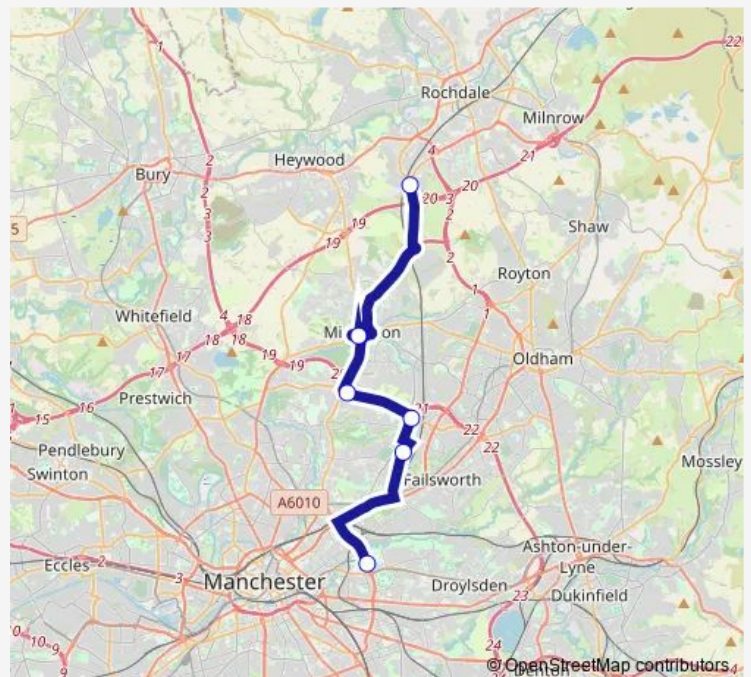 1
22
Rochdale
Milnrow
4
21
2
Heywood
Bury
20
20
3
2
3
19
3
5
Shaw
19
2
Royton
1
4
18
Whitefield
18
18
1
17
19
19
Oldham
17
16
Prestwich
15
21
22
22
Pendlebury
Swinton
Mossley
Failsworth
A6010
Ashton-under-
Lyne
Eccles
2
3
Manchester
Droylsden
Dukinfield
23
10
10
9
9
24
4
© OpenStreetMap contributors